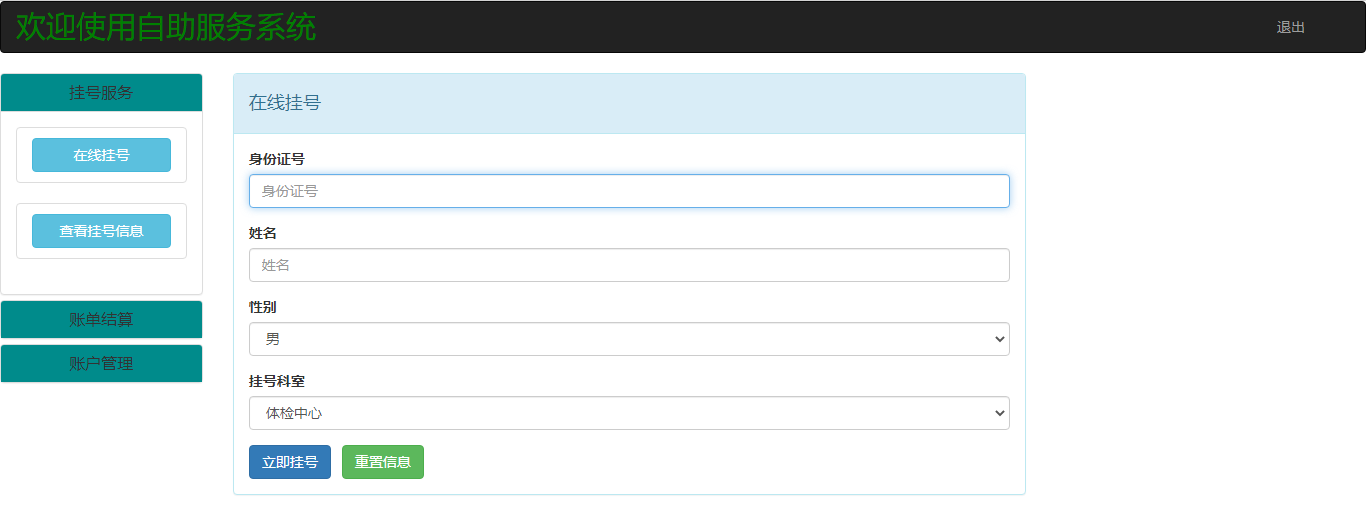 欢迎使用自助服务系统
退出
挂号服务
在线挂号
查看挂号信息
账单结算
账户管理
在线挂号
身份证号
身份证号
姓名
姓名
性别
男
挂号科室
体检中心
立即挂号 重置信息